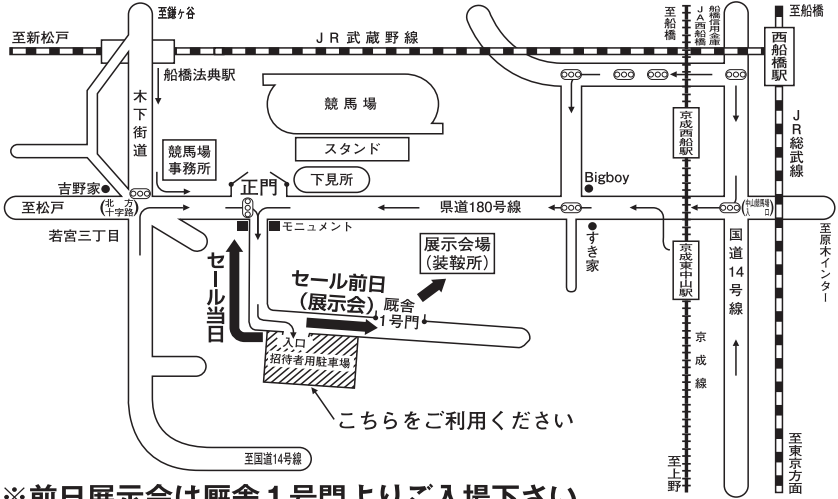 至鎌ヶ谷
至新松戸
JR武蔵野線
至船橋
JA西船橋
船橋信用金庫
至船橋
西船橋駅
船橋法典駅
木下街道
競馬場
スタンド
下見所
競馬場
事務所
正門
吉野家
至松戸
北方
十字路
若宮三丁目
モニュメント
県道180号線
Bigboy
すき家
京成西船駅
京成東中山駅
JR総武線
中山競馬場
入口
国道14号線
至原木インター
展示会場
(装鞍所)
セール前日
(展示会)
厩舎
1号門
セール当日
入口
招待者用駐車場
こちらをご利用ください
京成線
至国道14号線
至上野
至東京方面
※前日展示会は厩舎1号門よりご入場下さい